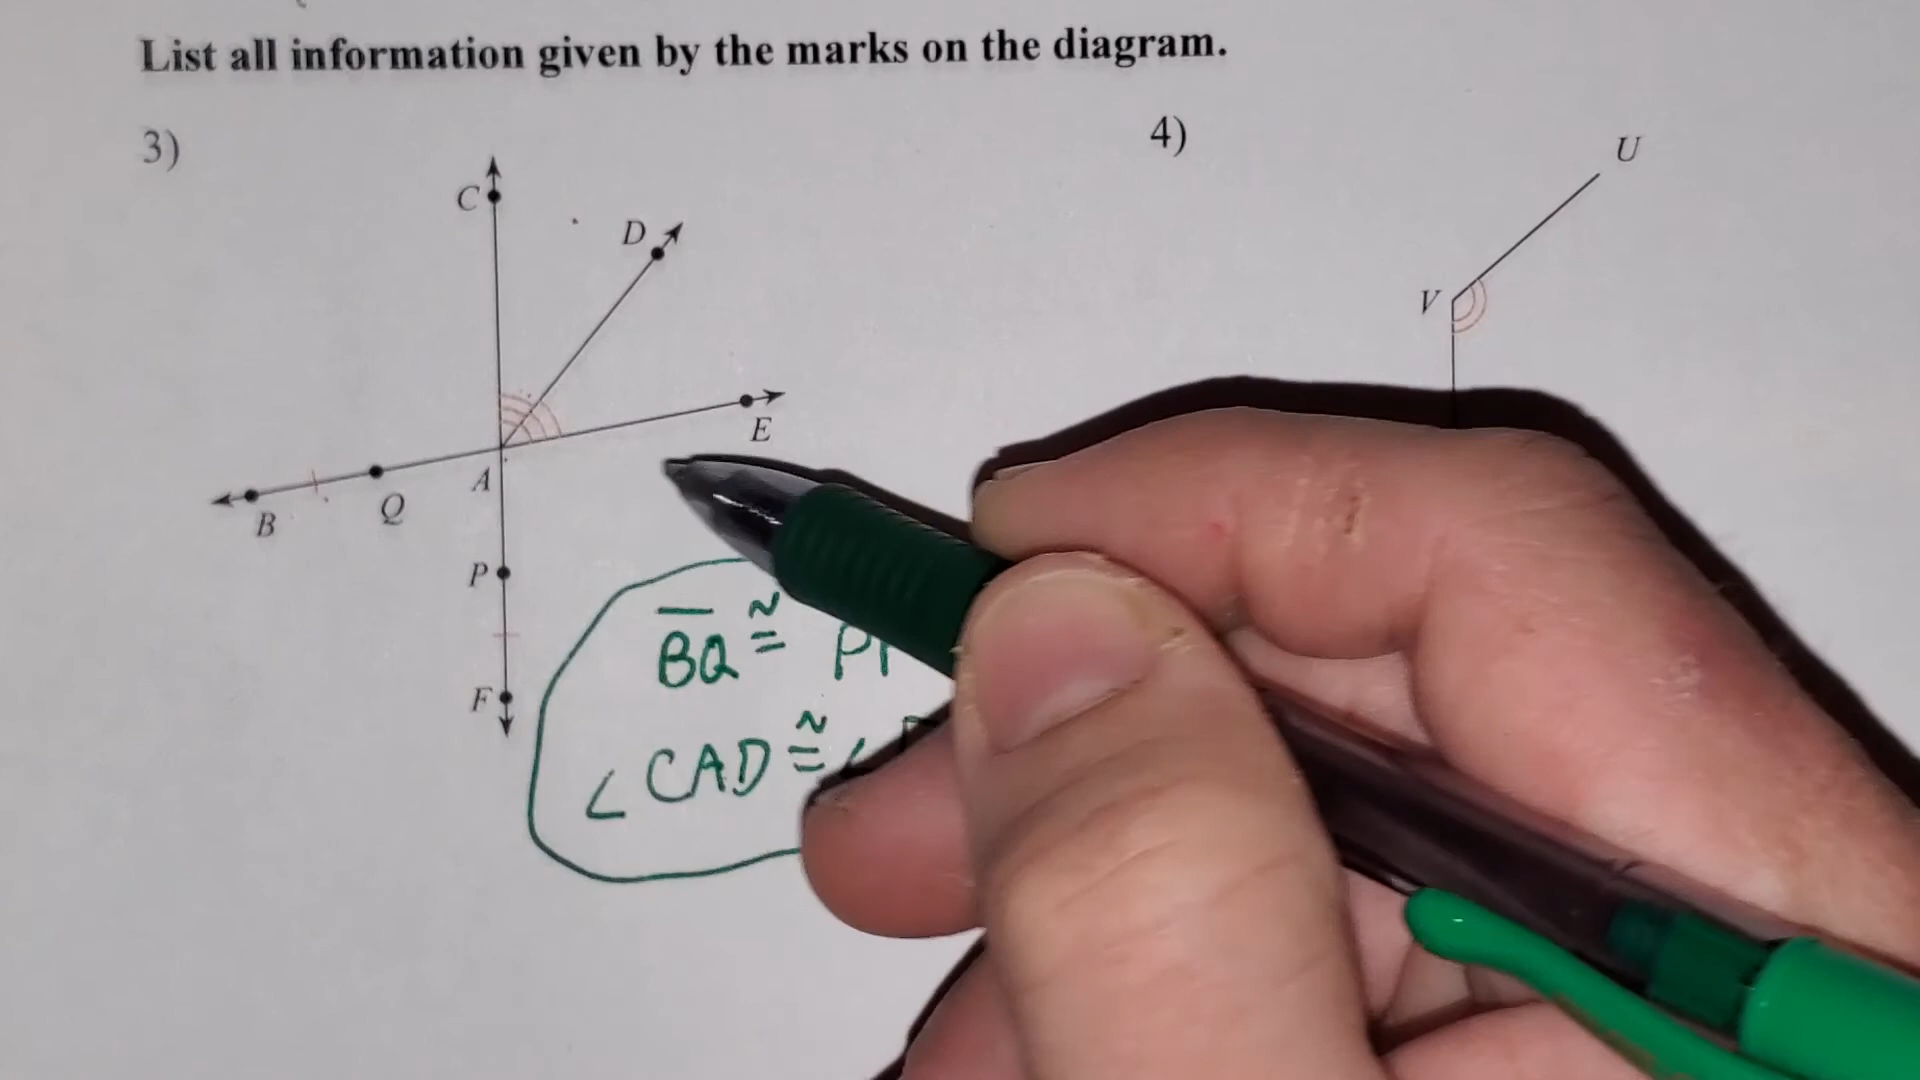 List all information given by the marks on the diagram.
3)
4)
U
C
D
V
E
A
Q
B
P
BQ ≅
F
∠CAD ≅ ∠